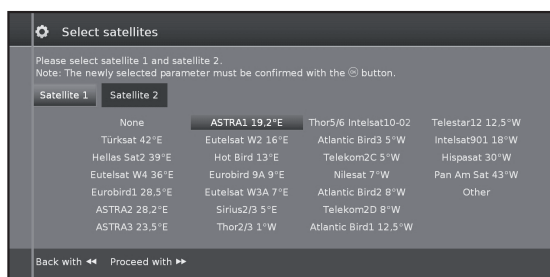 Select satellites
Please select satellite 1 and satellite 2.
Note: The newly selected parameter must be confirmed with the OK button.
Satellite 1 Satellite 2
None ASTRA1 19,2°E Thor5/6 Intelsat10-02 Telestar12 12,5°W
Türksat 42°E Eutelsat W2 16°E Atlantic Bird3 5°W Intelsat901 18°W
Hellas Sat2 39°E Hot Bird 13°E Telekom2C 5°W Hispasat 30°W
Eutelsat W4 36°E Eurobird 9A 9°E Nilesat 7°W Pan Am Sat 43°W
Eurobird1 28,5°E Eutelsat W3A 7°E Atlantic Bird2 8°W Other
ASTRA2 28,2°E Sirius2/3 5°E Telekom2D 8°W
ASTRA3 23,5°E Thor2/3 1°W Atlantic Bird1 12,5°W
Back with ◀◀ Proceed with ▶▶